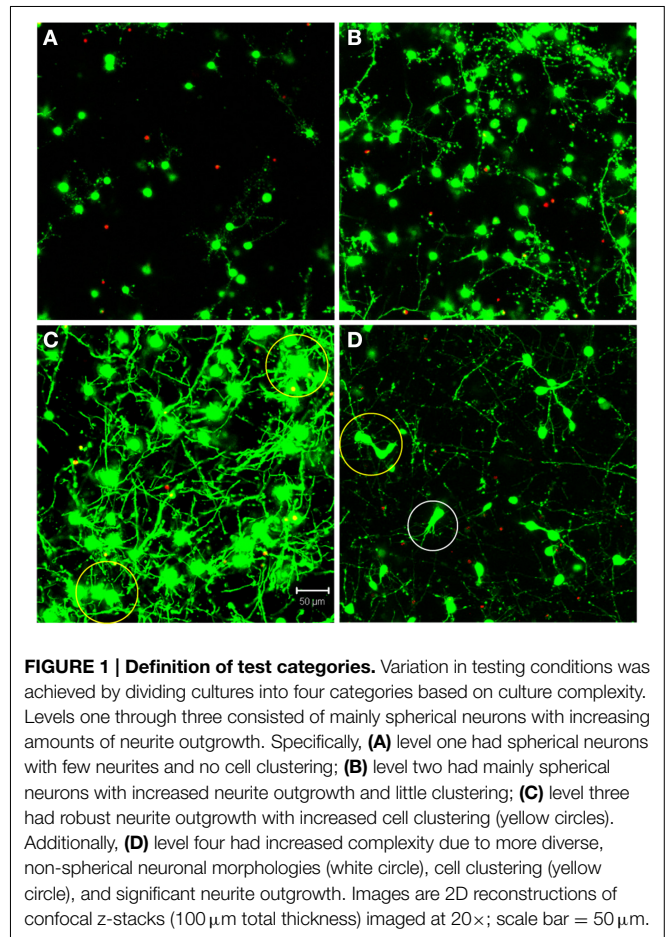 A
B
C
D
50 µm
FIGURE 1 | Definition of test categories. Variation in testing conditions was
achieved by dividing cultures into four categories based on culture complexity.
Levels one through three consisted of mainly spherical neurons with increasing
amounts of neurite outgrowth. Specifically, (A) level one had spherical neurons
with few neurites and no cell clustering; (B) level two had mainly spherical
neurons with increased neurite outgrowth and little clustering; (C) level three
had robust neurite outgrowth with increased cell clustering (yellow circles).
Additionally, (D) level four had increased complexity due to more diverse,
non-spherical neuronal morphologies (white circle), cell clustering (yellow
circle), and significant neurite outgrowth. Images are 2D reconstructions of
confocal z-stacks (100 µm total thickness) imaged at 20×; scale bar = 50 µm.